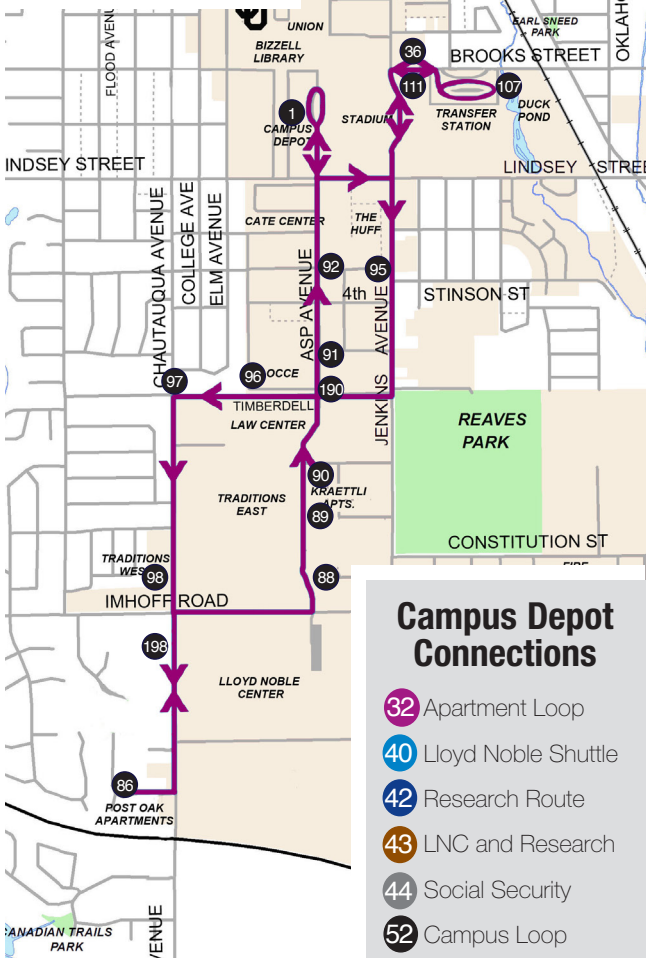 UNION
BIZZELL
LIBRARY
FLOOD AVENU
EARL SNEED
PARK
OKLAHO
36
BROOKS STREET
111
107
1
CAMPUS
DEPOT
STADIUM
TRANSFER
STATION
DUCK
POND
INDSEY STREET
LINDSEY STREE
CHAUTAUQUA AVENUE
COLLEGE AVE
ELM AVENUE
CATE CENTER
THE
HUFF
ASP AVENUE
92
95
4th
STINSON ST
JENKINS AVENUE
91
96
OCCE
97
190
TIMBERDELL
LAW CENTER
REAVES
PARK
90
KRAETTLI
APTS.
TRADITIONS
EAST
89
CONSTITUTION ST
TRADITIONS
WEST
98
88
FIRE
IMHOFF ROAD
198
LLOYD NOBLE
CENTER
86
POST OAK
APARTMENTS
CANADIAN TRAILS
PARK
VENUE
Campus Depot
Connections
32 Apartment Loop
40 Lloyd Noble Shuttle
42 Research Route
43 LNC and Research
44 Social Security
52 Campus Loop